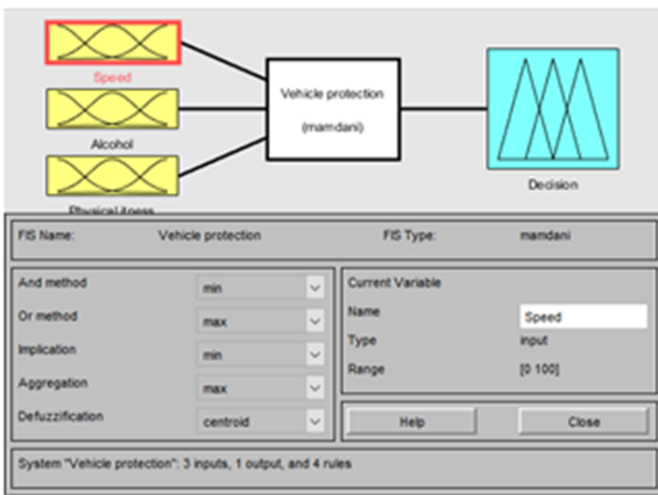 Speed
Vehicle protection
(mamdani)
Alcohol
Decision
Physical itness
FIS Name: Vehicle protection FIS Type: mamdani
And method min
Or method max
Implication min
Aggregation max
Defuzzification centroid
Current Variable
Name Speed
Type input
Range [0 100]
Help Close
System "Vehicle protection": 3 inputs, 1 output, and 4 rules